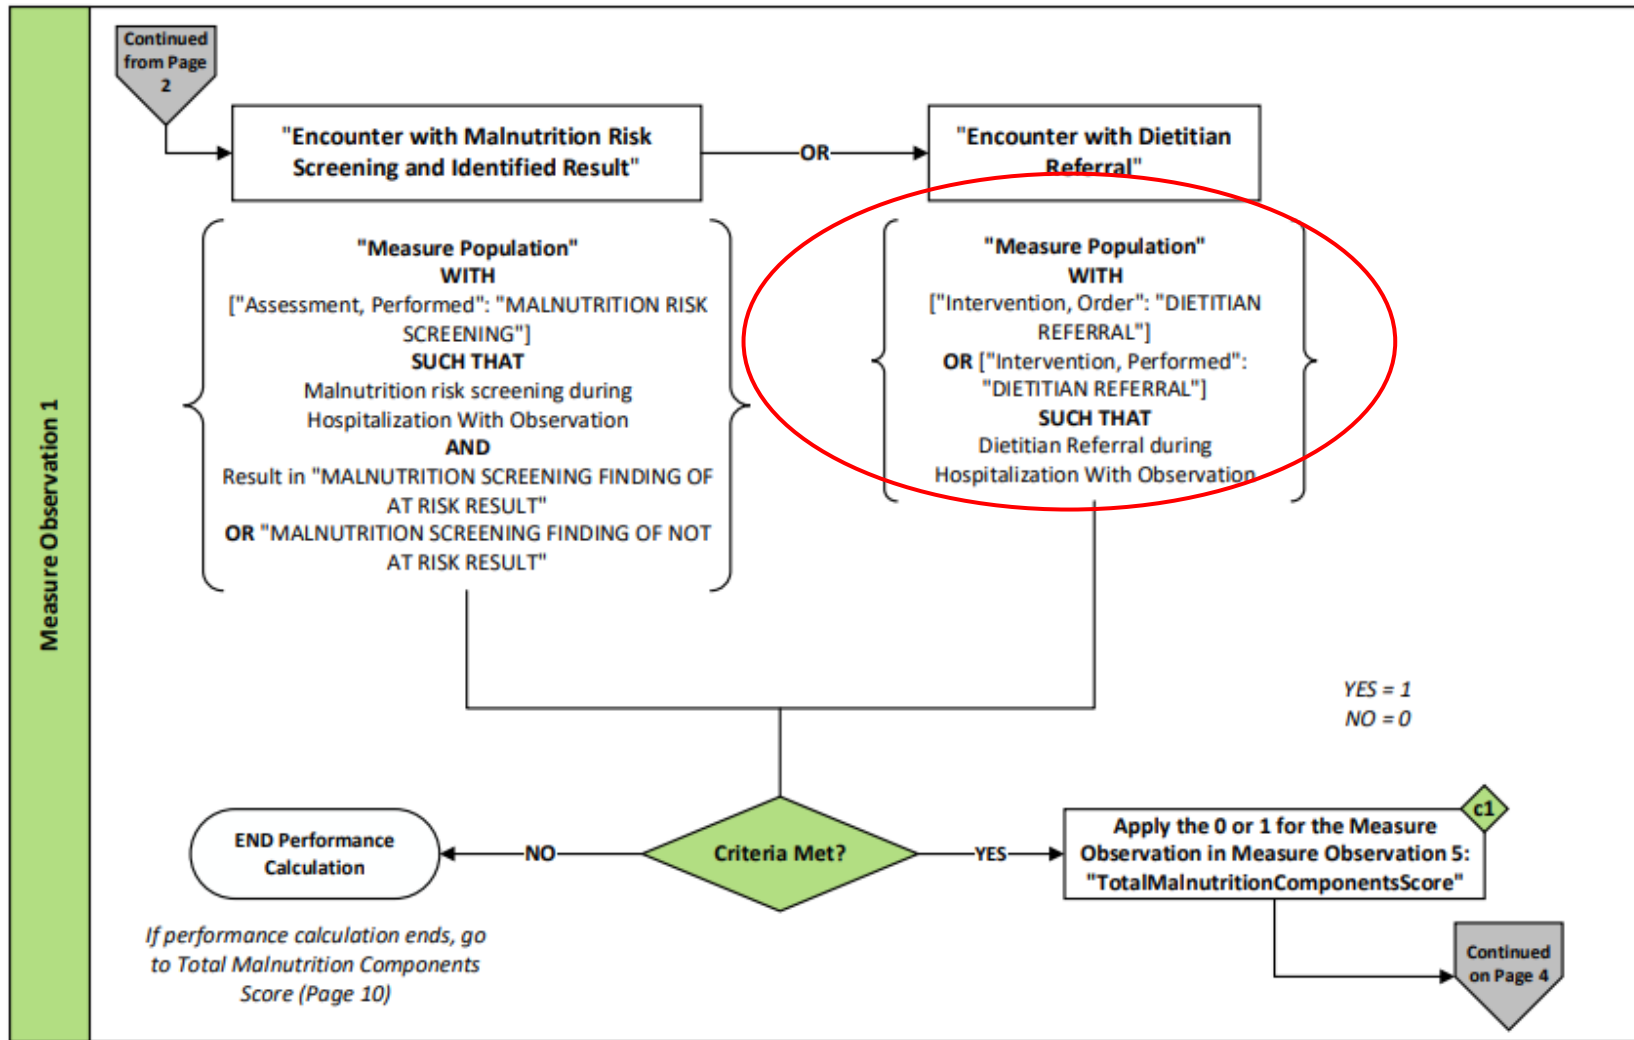 Measure Observation 1
Continued
from Page
2
"Encounter with Malnutrition Risk
Screening and Identified Result"
OR
"Encounter with Dietitian
Referral"
"Measure Population"
WITH
["Assessment, Performed": "MALNUTRITION RISK
SCREENING"]
SUCH THAT
Malnutrition risk screening during
Hospitalization With Observation
AND
Result in "MALNUTRITION SCREENING FINDING OF
AT RISK RESULT"
OR "MALNUTRITION SCREENING FINDING OF NOT
AT RISK RESULT"
"Measure Population"
WITH
["Intervention, Order": "DIETITIAN
REFERRAL"]
OR ["Intervention, Performed":
"DIETITIAN REFERRAL"]
SUCH THAT
Dietitian Referral during
Hospitalization With Observation
YES = 1
NO = 0
END Performance
Calculation
NO
Criteria Met?
YES
c1
Apply the 0 or 1 for the Measure
Observation in Measure Observation 5:
"TotalMalnutritionComponentsScore"
If performance calculation ends, go
to Total Malnutrition Components
Score (Page 10)
Continued
on Page 4